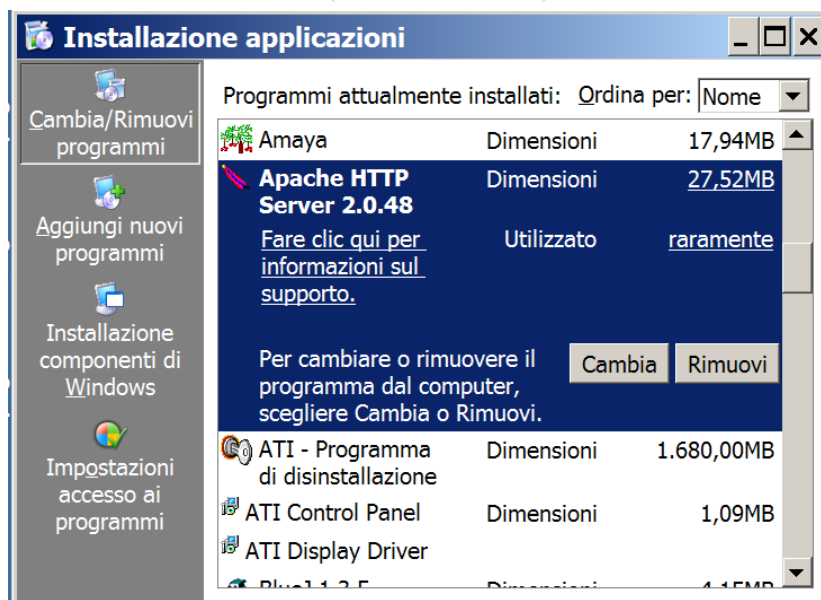 Installazione applicazioni
Cambia/Rimuovi
programmi
Aggiungi nuovi
programmi
Installazione
componenti di
Windows
Impostazioni
accesso ai
programmi
Programmi attualmente installati: Ordina per: Nome
Amaya Dimensioni 17,94MB
Apache HTTP Dimensioni 27,52MB
Server 2.0.48
Fare clic qui per Utilizzato raramente
informazioni sul
supporto.
Per cambiare o rimuovere il Cambia Rimuovi
programma dal computer,
scegliere Cambia o Rimuovi.
ATI - Programma Dimensioni 1.680,00MB
di disinstallazione
ATI Control Panel Dimensioni 1,09MB
ATI Display Driver